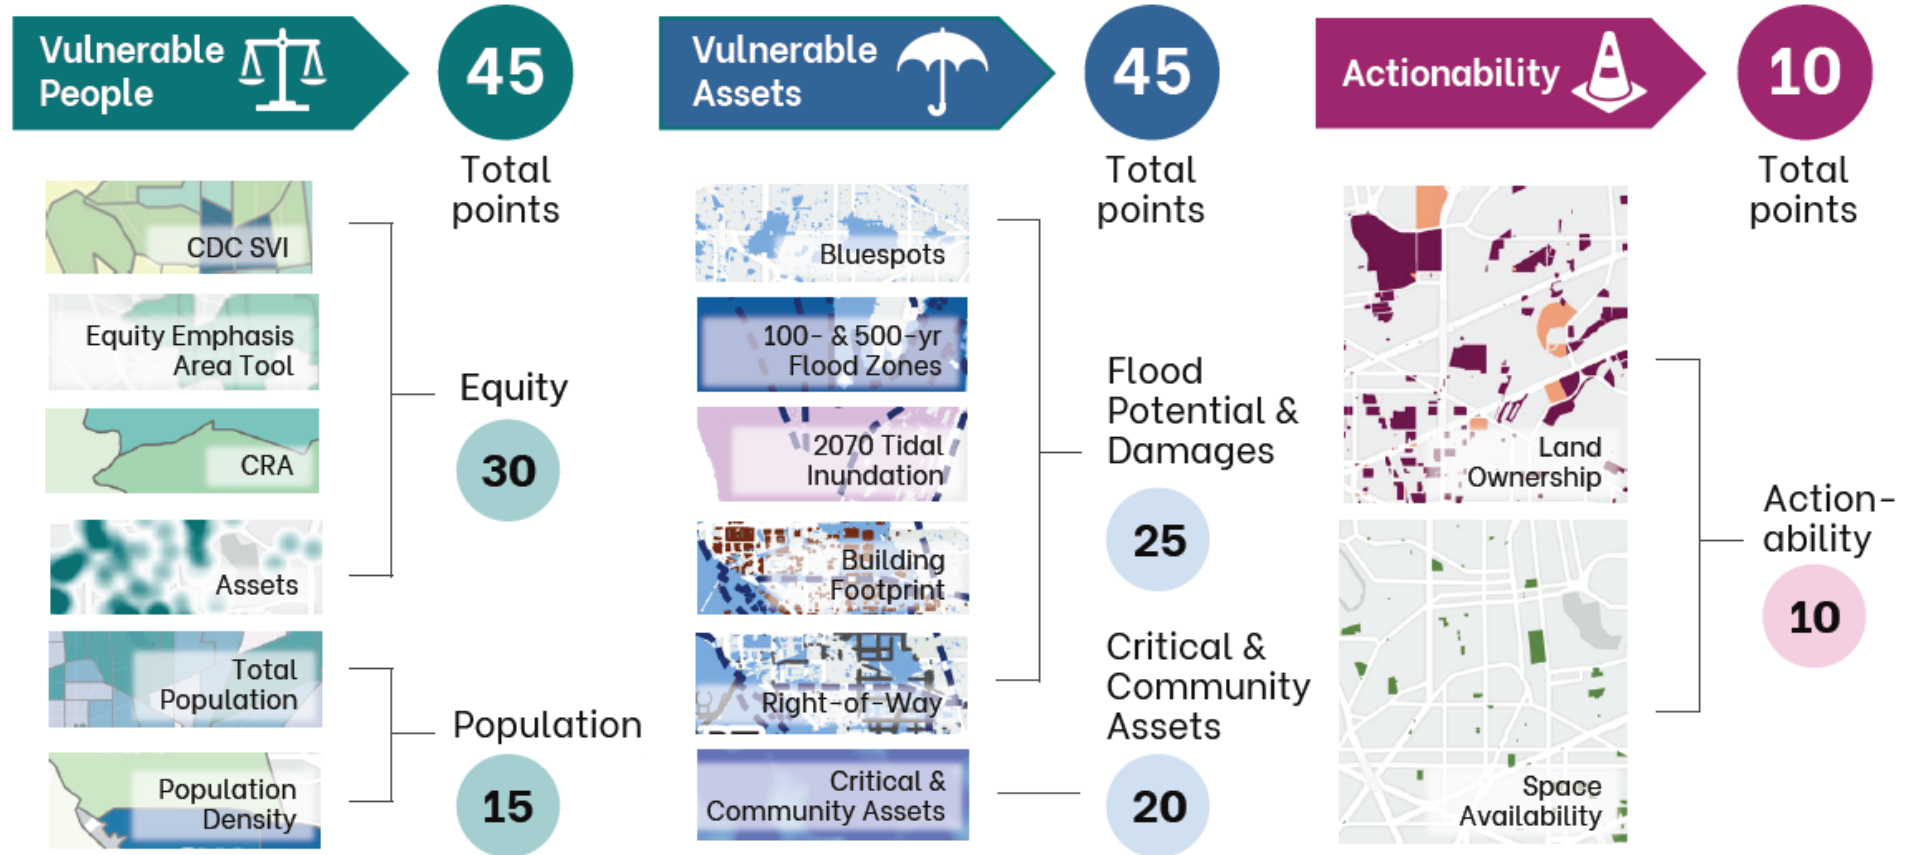 Vulnerable
People
45
Total
points
CDC SVI
Equity Emphasis
Area Tool
CRA
Assets
Equity
30
Total
Population
Population
Density
Population
15
Vulnerable
Assets
45
Total
points
Bluespots
100- & 500-yr
Flood Zones
2070 Tidal
Inundation
Building
Footprint
Right-of-Way
Flood
Potential &
Damages
25
Critical &
Community Assets
Critical &
Community
Assets
20
Actionability
10
Total
points
Land
Ownership
Space
Availability
Action-
ability
10